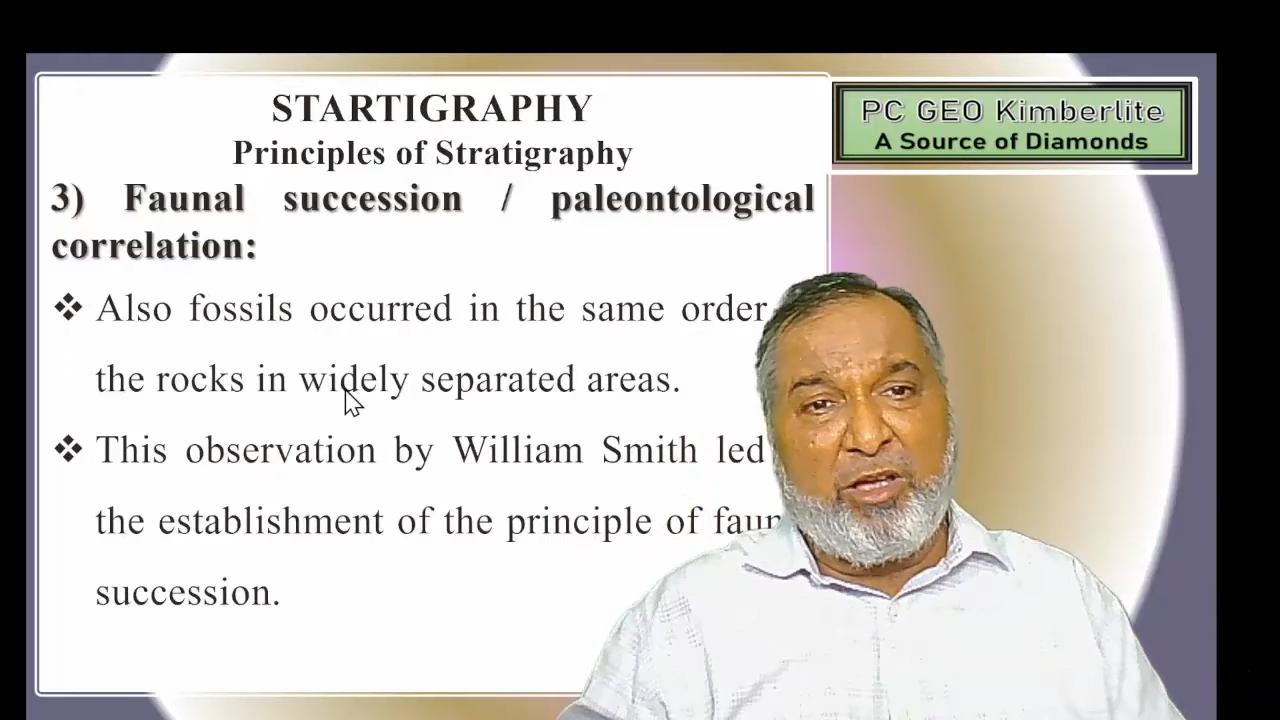 STARTIGRAPHY
Principles of Stratigraphy
3) Faunal succession / paleontological
correlation:
❖ Also fossils occurred in the same order
the rocks in widely separated areas.
❖ This observation by William Smith led
the establishment of the principle of
succession.
PC GEO Kimberlite
A Source of Diamonds